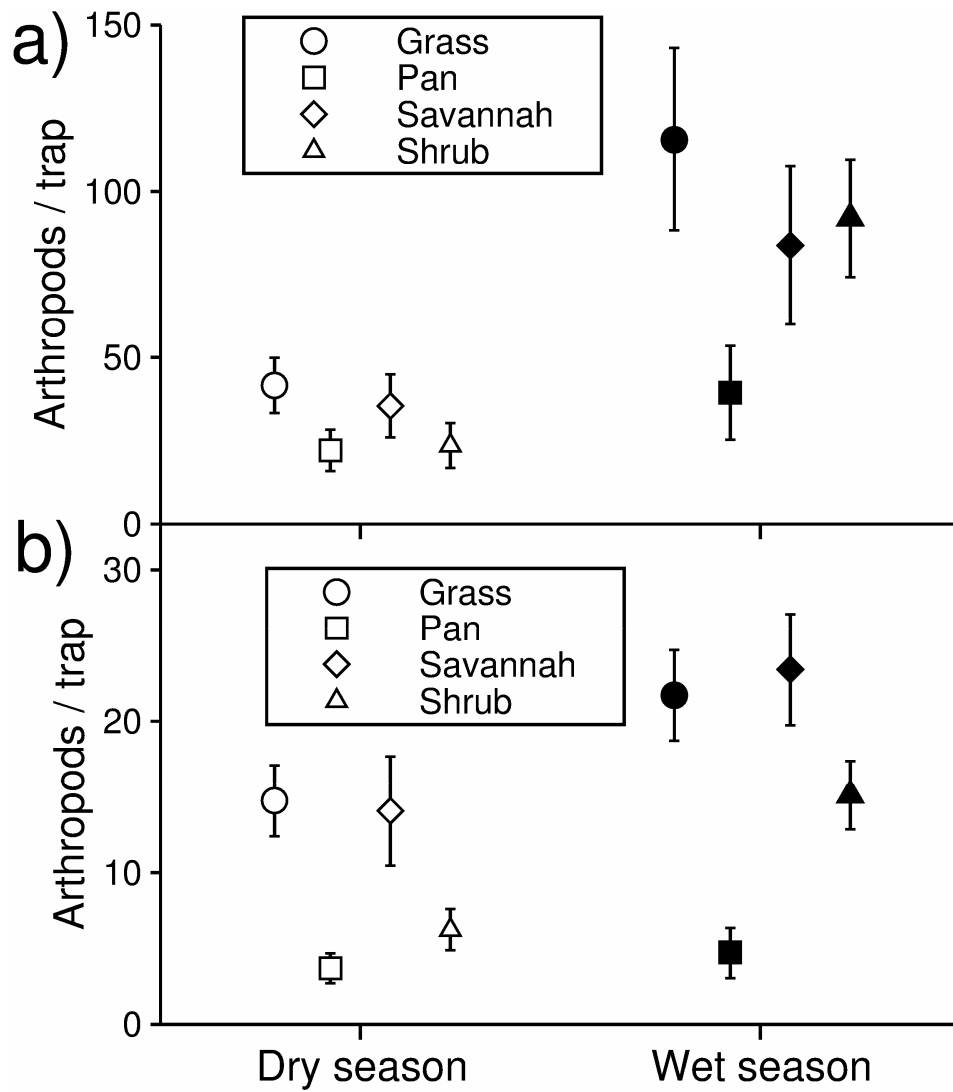 a)
150
100
50
0
Arthropods / trap
Grass
Pan
Savannah
Shrub
b)
30
20
10
0
Arthropods / trap
Grass
Pan
Savannah
Shrub
Dry season Wet season